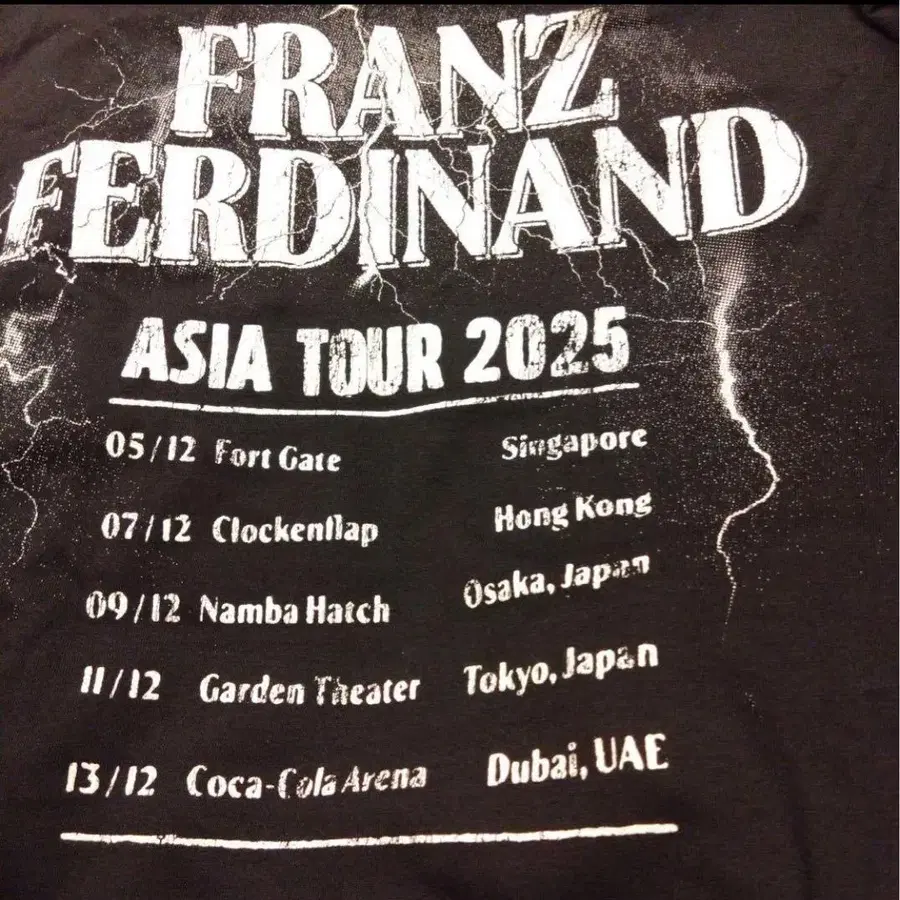 FRANZ
FERDINAND
ASIA TOUR 2025
05/12 Fort Gate Singapore
07/12 Clockenflap Hong Kong
09/12 Namba Hatch Osaka, Japan
11/12 Garden Theater Tokyo, Japan
13/12 Coca-Cola Arena Dubai, UAE